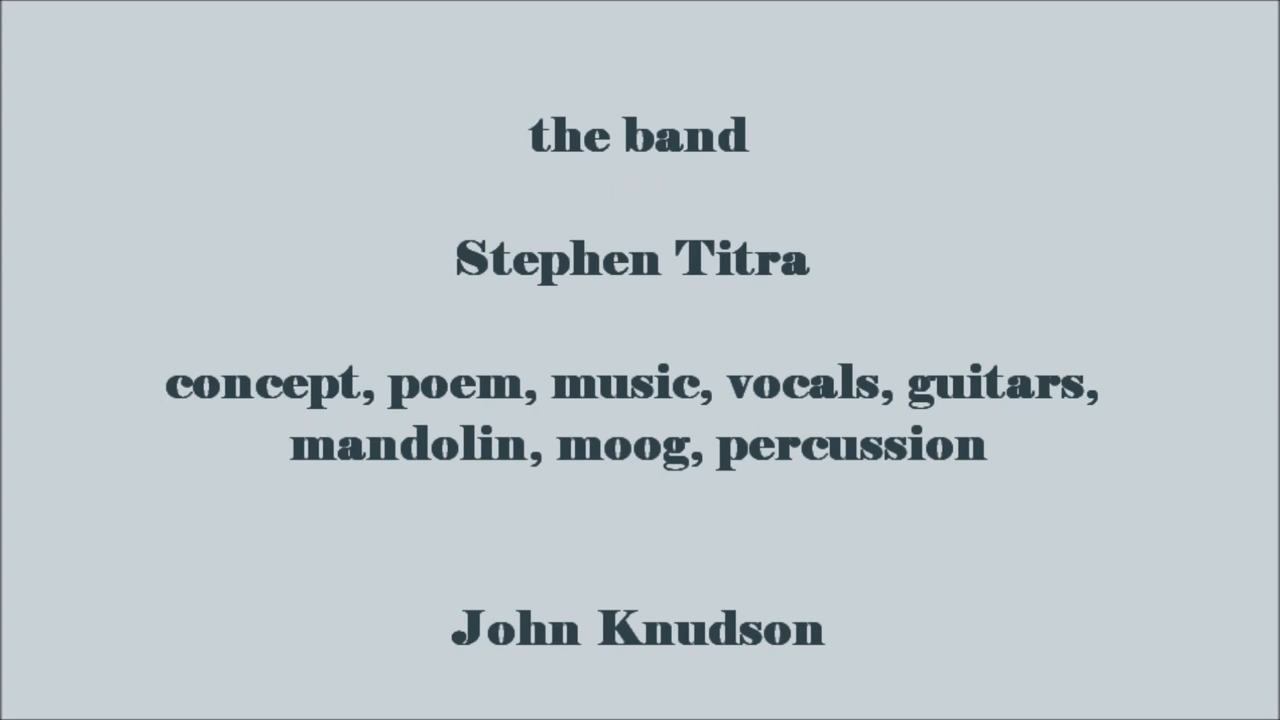 the band
Stephen Titra
concept, poem, music, vocals, guitars,
mandolin, moog, percussion
John Knudson